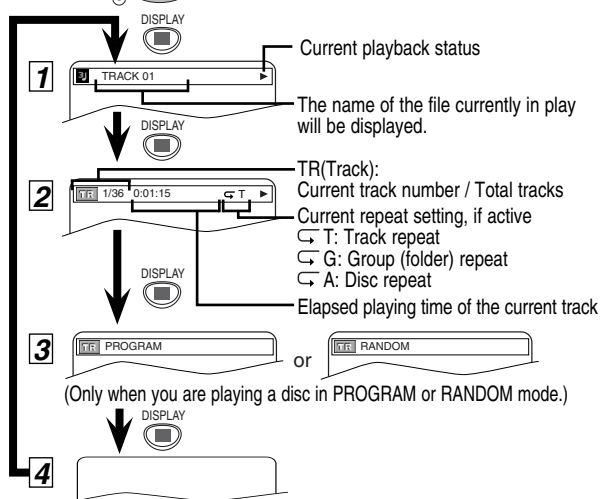 DISPLAY
Current playback status
1
TRACK 01
The name of the file currently in play
will be displayed.
DISPLAY
TR(Track):
Current track number / Total tracks
2
TR 1/36 0:01:15 T
Current repeat setting, if active
T: Track repeat
G: Group (folder) repeat
A: Disc repeat
DISPLAY
Elapsed playing time of the current track
3
TR PROGRAM
or
TR RANDOM
(Only when you are playing a disc in PROGRAM or RANDOM mode.)
DISPLAY
4